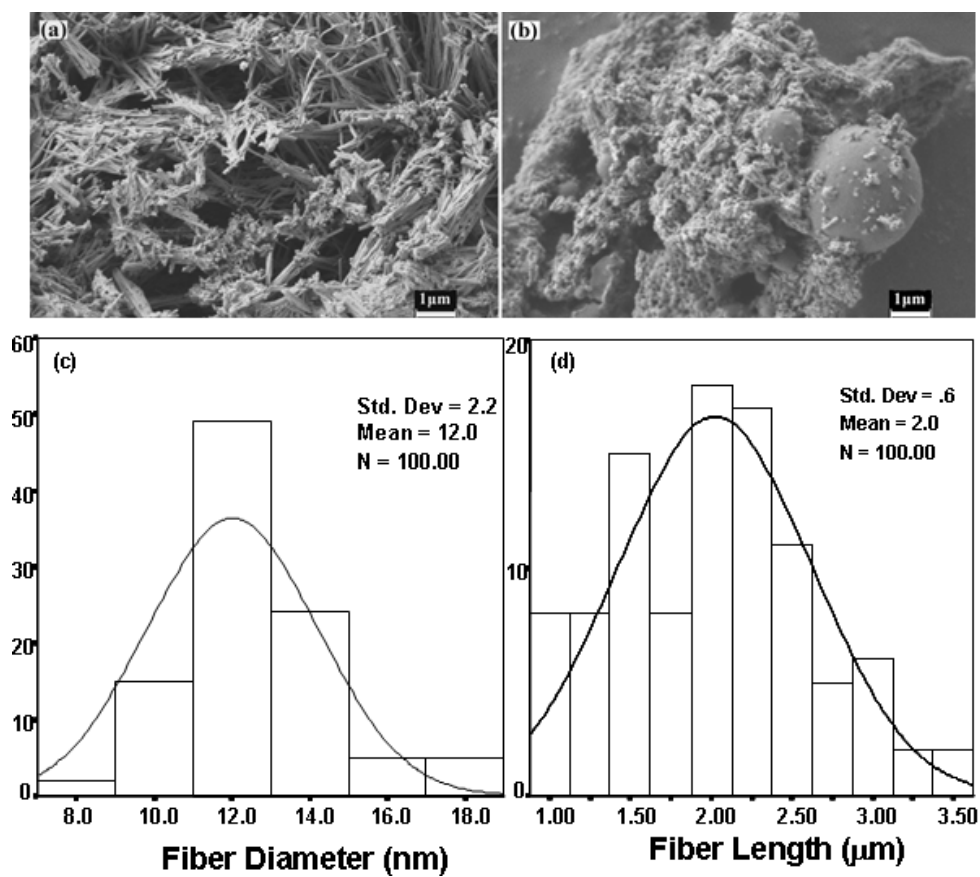 (a)
1μm
(b)
1μm
60
50
40
30
20
10
0
(c)
Std. Dev = 2.2
Mean = 12.0
N = 100.00
8.0 10.0 12.0 14.0 16.0 18.0
Fiber Diameter (nm)
20
10
0
(d)
Std. Dev = .6
Mean = 2.0
N = 100.00
1.00 1.50 2.00 2.50 3.00 3.50
Fiber Length (μm)